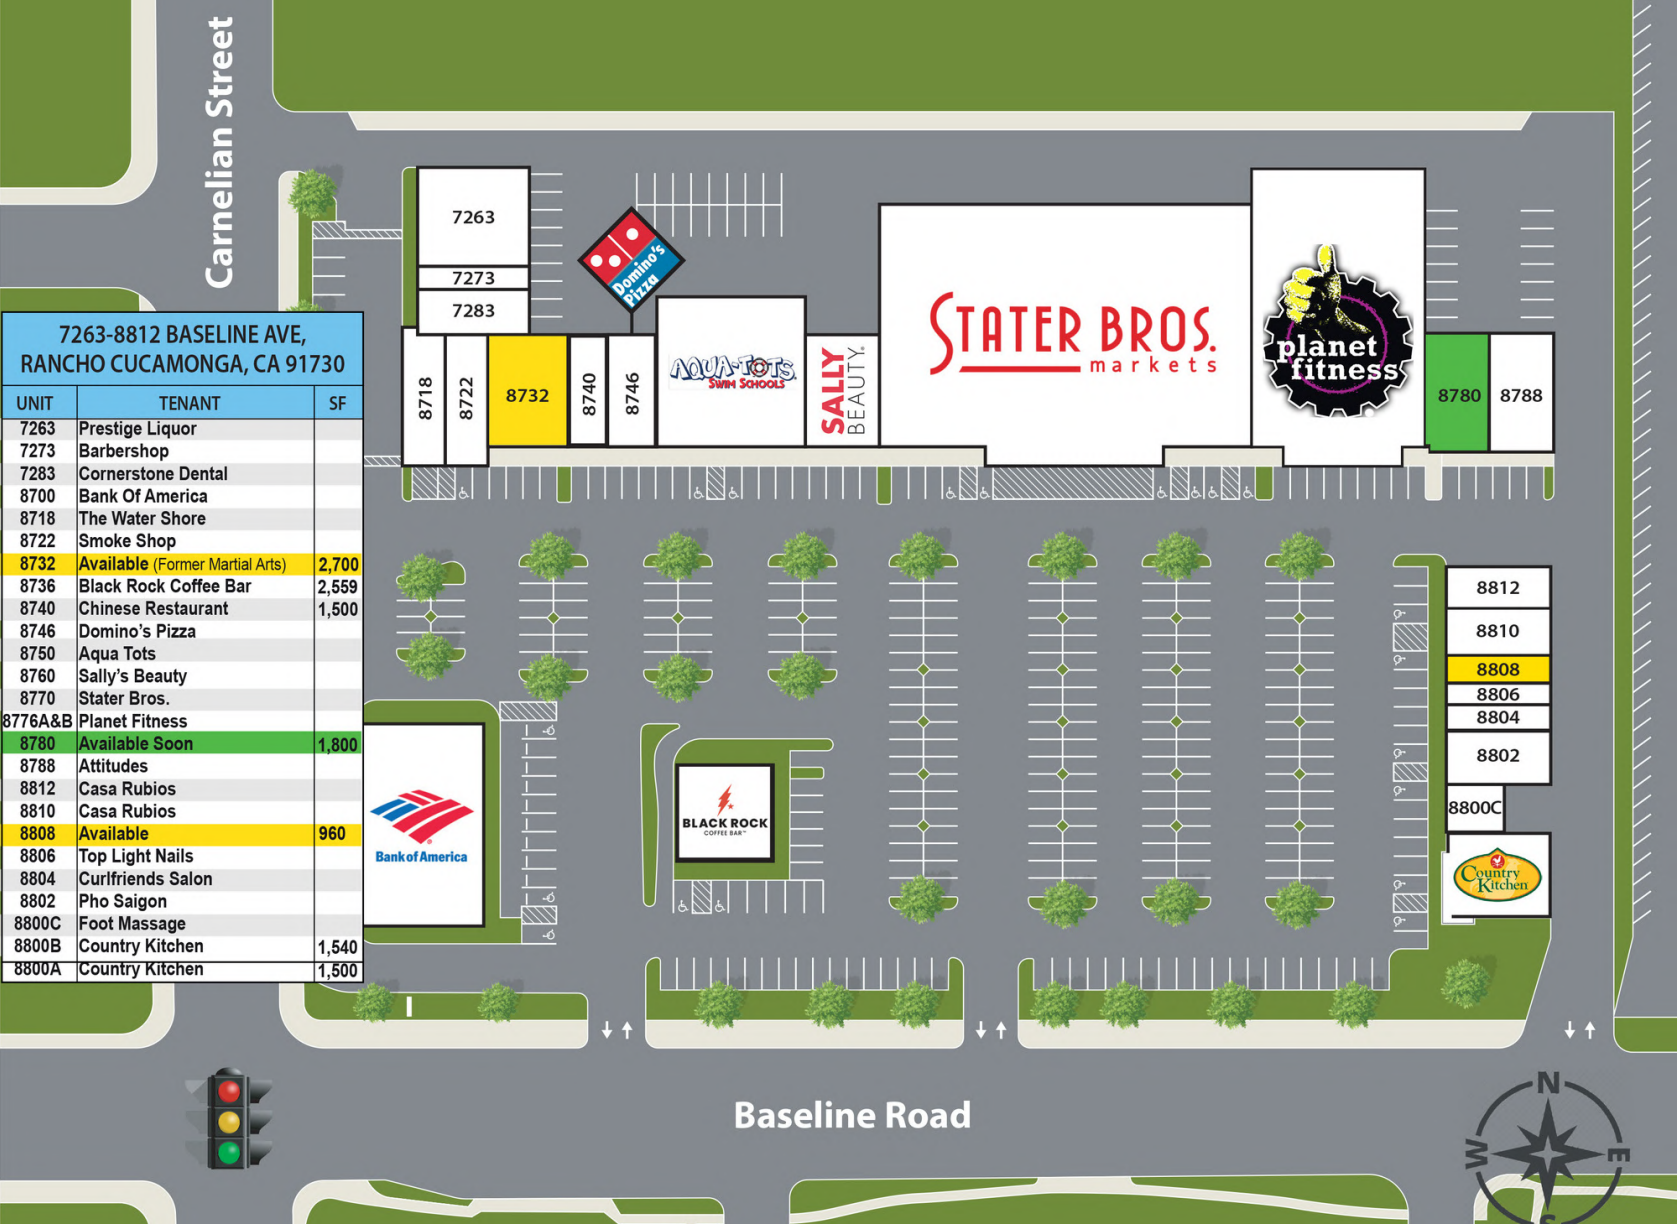 Carnelian Street
7263-8812 BASELINE AVE,
RANCHO CUCAMONGA, CA 91730
UNIT TENANT SF
7263 Prestige Liquor
7273 Barbershop
7283 Cornerstone Dental
8700 Bank Of America
8718 The Water Shore
8722 Smoke Shop
8732 Available (Former Martial Arts) 2,700
8736 Black Rock Coffee Bar 2,559
8740 Chinese Restaurant 1,500
8746 Domino's Pizza
8750 Aqua Tots
8760 Sally's Beauty
8770 Stater Bros.
8776A&B Planet Fitness
8780 Available Soon 1,800
8788 Attitudes
8812 Casa Rubios
8810 Casa Rubios
8808 Available 960
8806 Top Light Nails
8804 Curlfriends Salon
8802 Pho Saigon
8800C Foot Massage
8800B Country Kitchen 1,540
8800A Country Kitchen 1,500
7263
7273
7283
8718
8722
8732
8740
8746
Domino's
Pizza
AQUA-TOTS
SWIM SCHOOLS
SALLY
BEAUTY
STATER BROS.
markets
planet
fitness
8780
8788
8812
8810
8808
8806
8804
8802
8800C
Country
Kitchen
Bank of America
BLACK ROCK
COFFEE BAR
Baseline Road
N
W
E
S